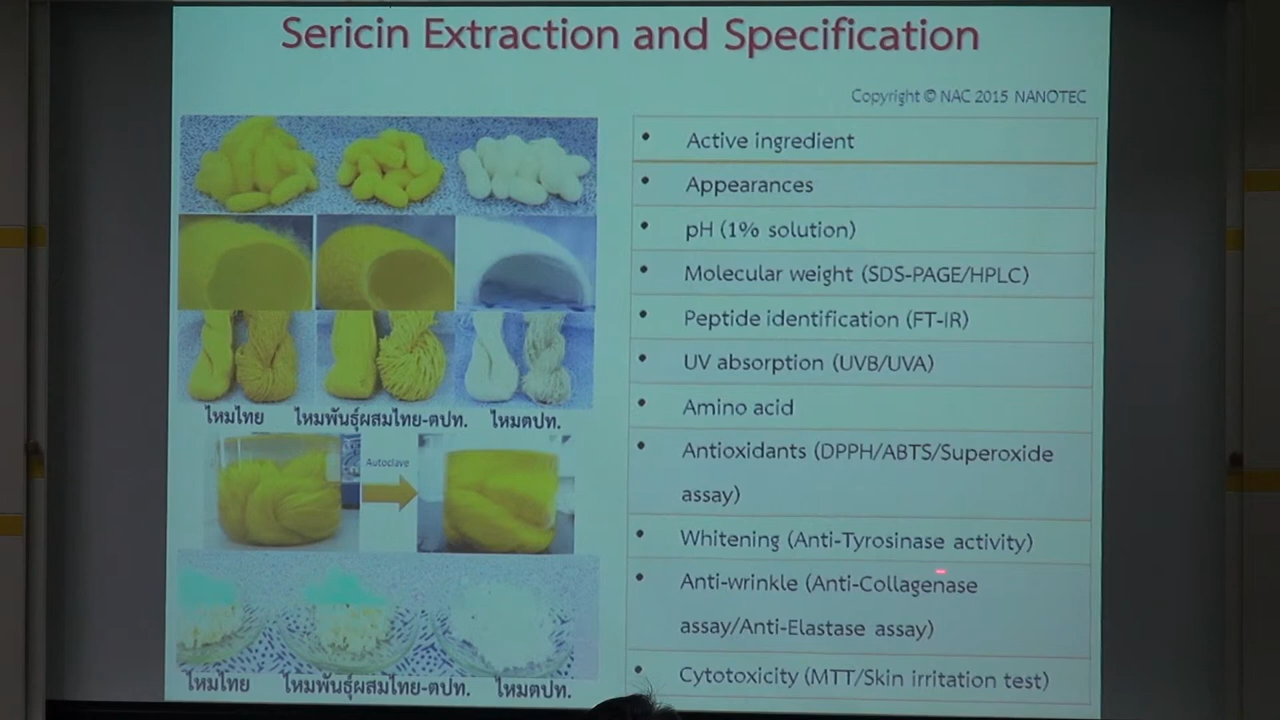 Sericin Extraction and Specification
Copyright © NAC 2015 NANOTEC
ไหมไทย ไหมพันธุ์ผสมไทย-ตปท. ไหมตปท.
Autoclave
ไหมไทย ไหมพันธุ์ผสมไทย-ตปท. ไหมตปท.
• Active ingredient
• Appearances
• pH (1% solution)
• Molecular weight (SDS-PAGE/HPLC)
• Peptide identification (FT-IR)
• UV absorption (UVB/UVA)
• Amino acid
• Antioxidants (DPPH/ABTS/Superoxide
assay)
• Whitening (Anti-Tyrosinase activity)
• Anti-wrinkle (Anti-Collagenase
assay/Anti-Elastase assay)
• Cytotoxicity (MTT/Skin irritation test)